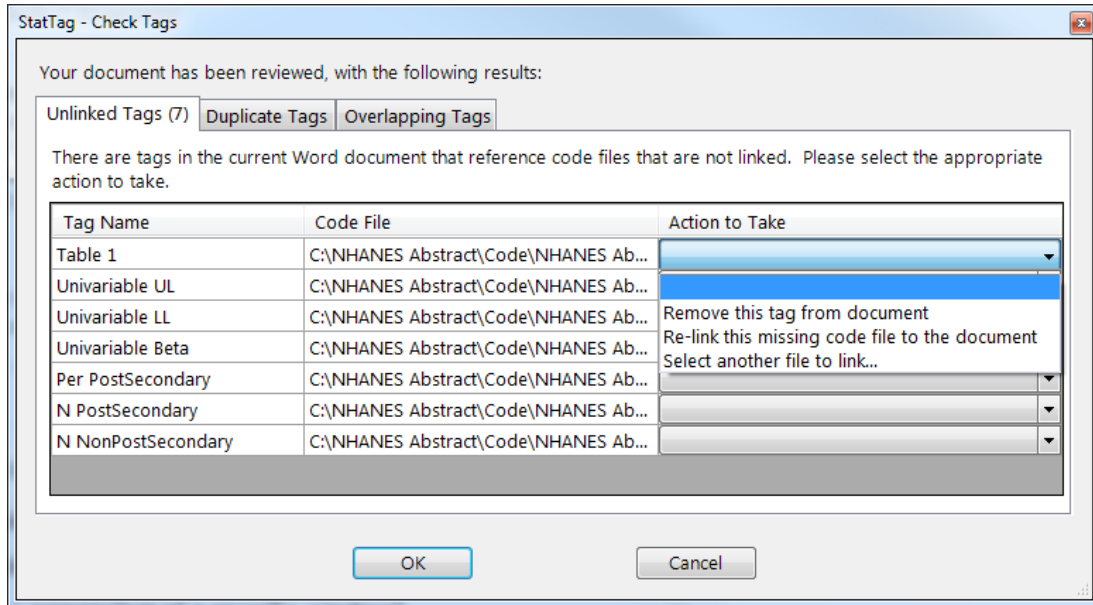 StatTag - Check Tags
Your document has been reviewed, with the following results:
Unlinked Tags (7) Duplicate Tags Overlapping Tags
There are tags in the current Word document that reference code files that are not linked. Please select the appropriate
action to take.
Tag Name Code File Action to Take
Table 1 C:\NHANES Abstract\Code\NHANES Ab...
Univariable UL C:\NHANES Abstract\Code\NHANES Ab...
Univariable LL C:\NHANES Abstract\Code\NHANES Ab... Remove this tag from document
Univariable Beta C:\NHANES Abstract\Code\NHANES Ab... Re-link this missing code file to the document
Select another file to link...
Per PostSecondary C:\NHANES Abstract\Code\NHANES Ab...
N PostSecondary C:\NHANES Abstract\Code\NHANES Ab...
N NonPostSecondary C:\NHANES Abstract\Code\NHANES Ab...
OK Cancel